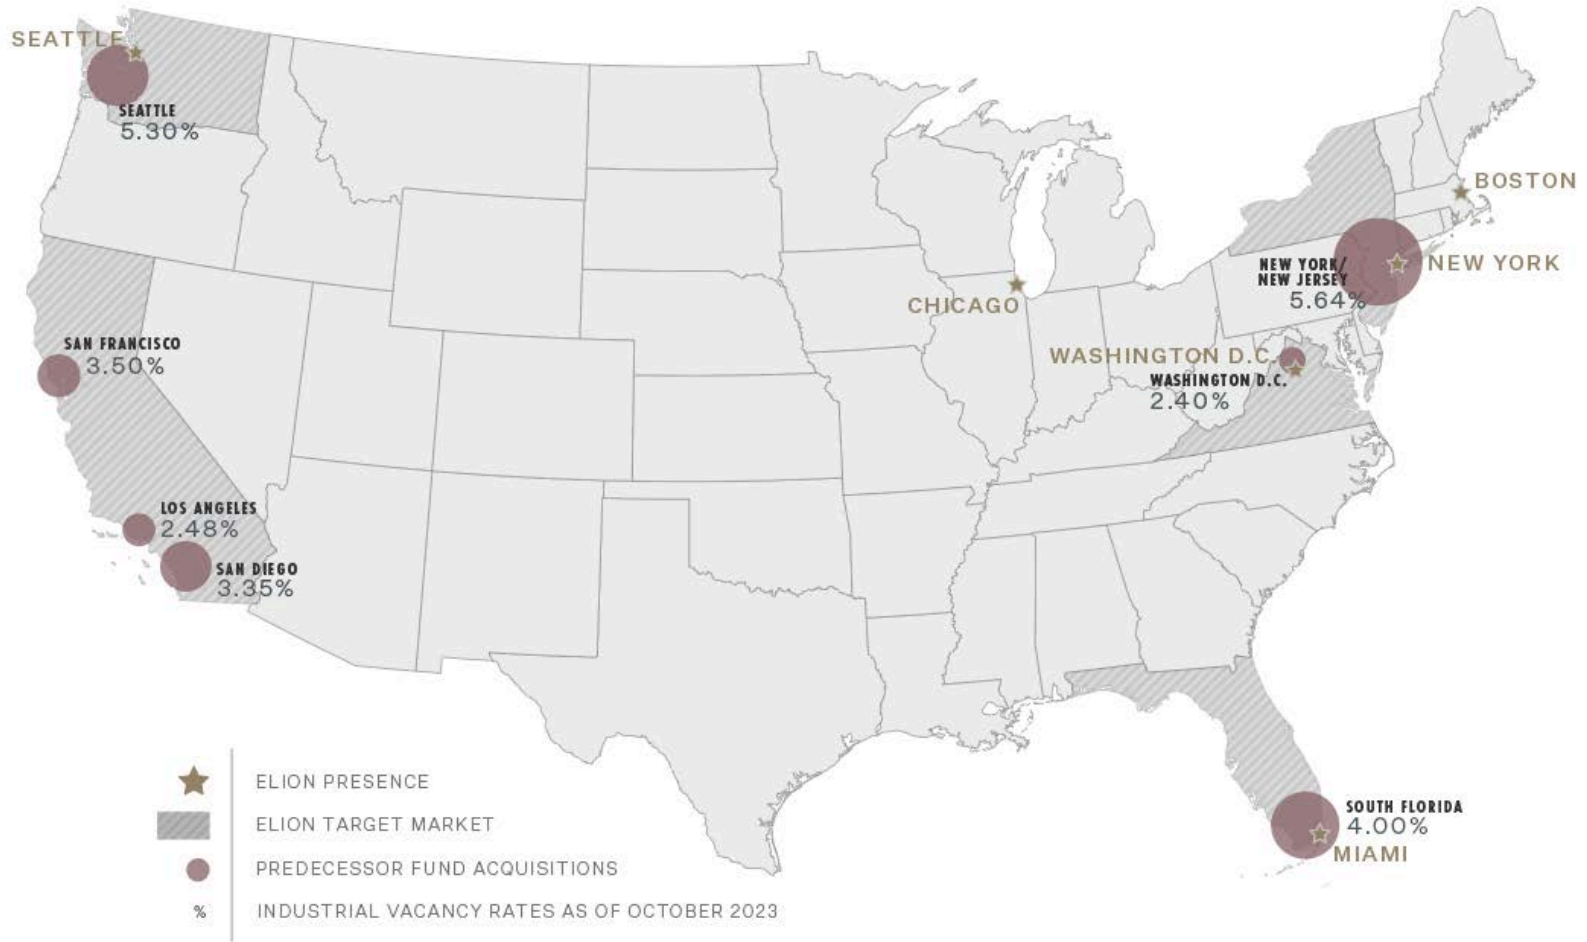 SEATTLE
SEATTLE
5.30%
BOSTON
NEW YORK/
NEW JERSEY
5.64%
NEW YORK
CHICAGO
WASHINGTON D.C.
WASHINGTON D.C.
2.40%
SAN FRANCISCO
3.50%
LOS ANGELES
2.48%
SAN DIEGO
3.35%
SOUTH FLORIDA
4.00%
MIAMI
ELION PRESENCE
ELION TARGET MARKET
PREDECESSOR FUND ACQUISITIONS
% INDUSTRIAL VACANCY RATES AS OF OCTOBER 2023